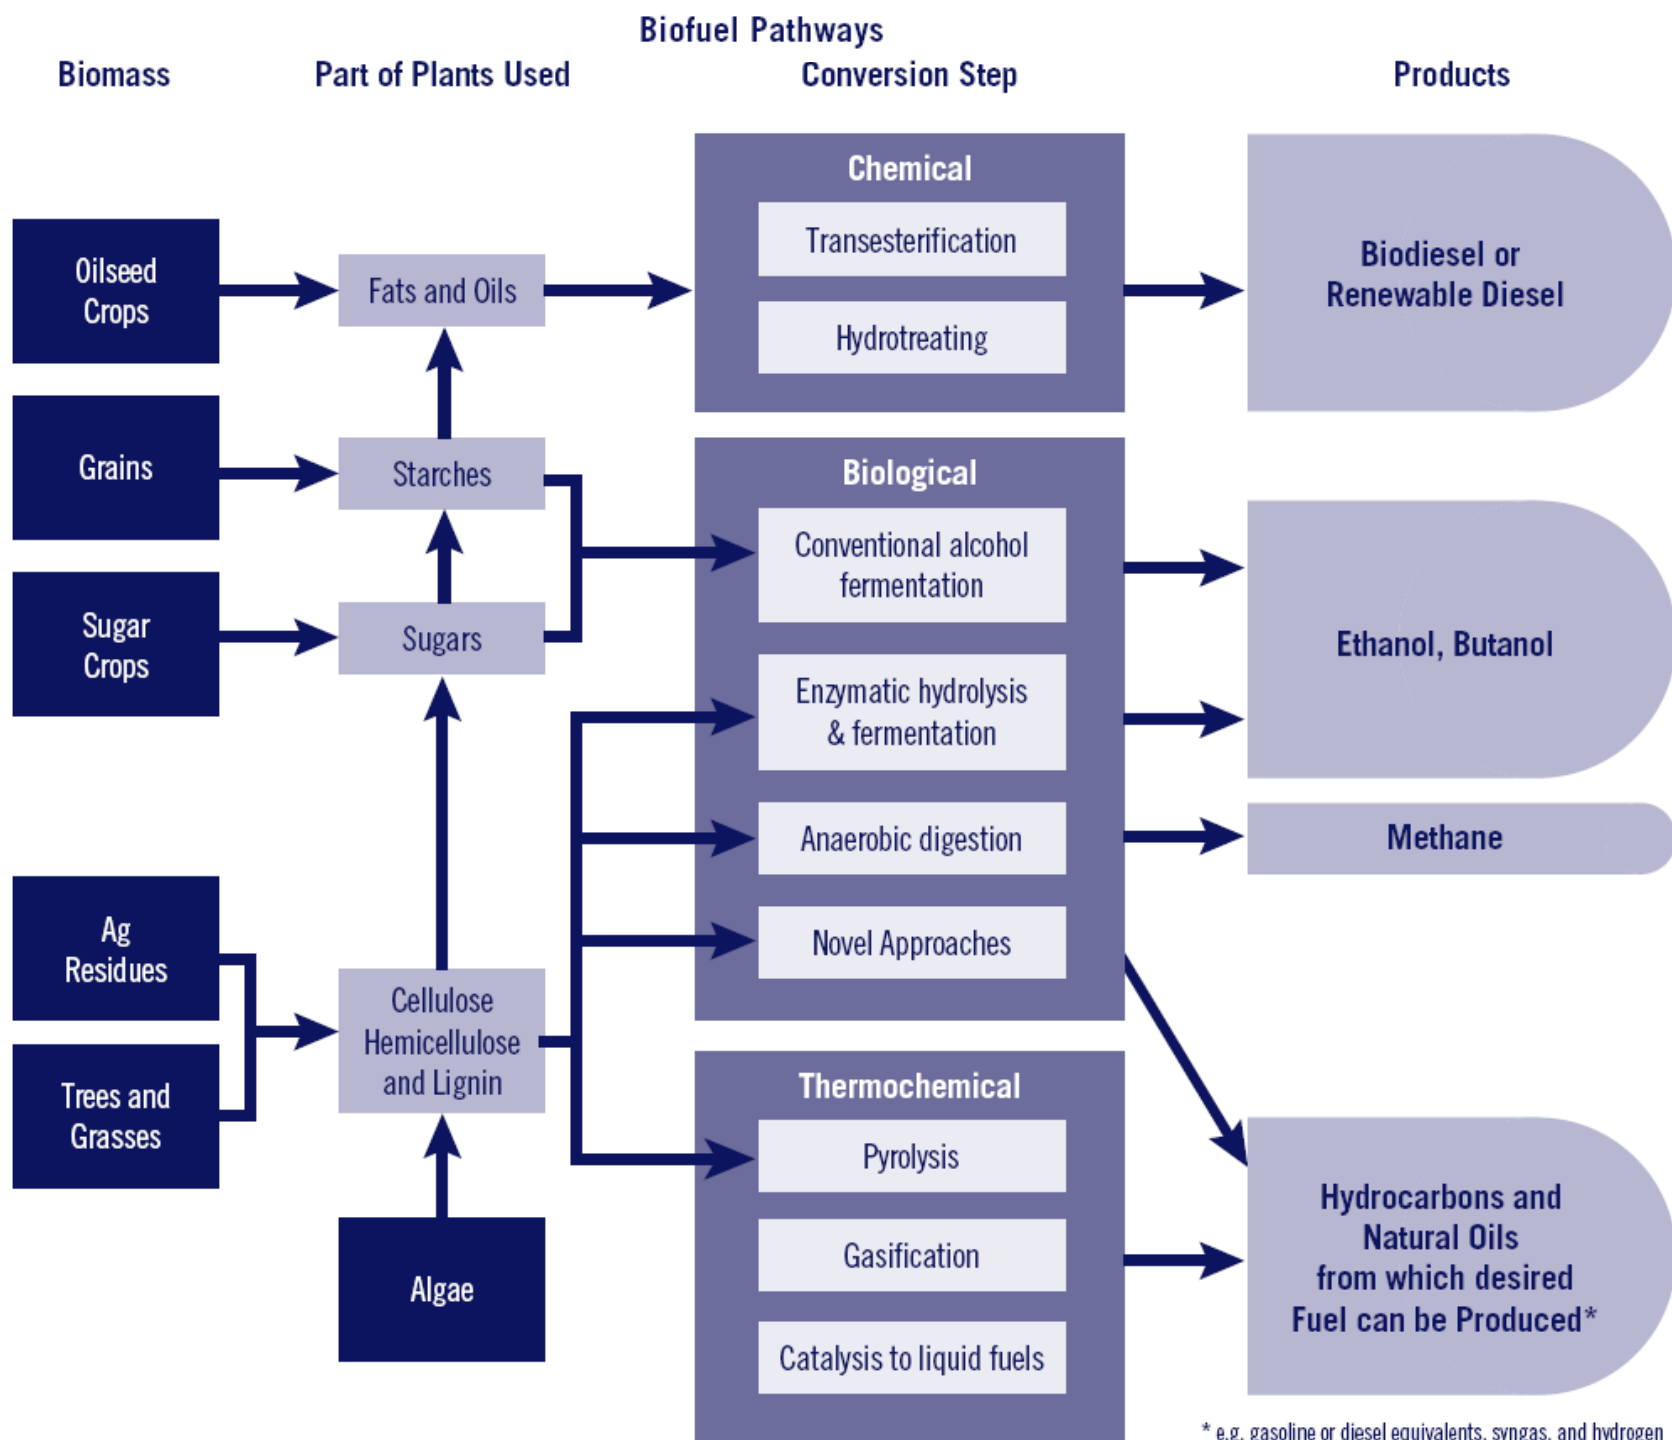 Biofuel Pathways
Biomass
Part of Plants Used
Conversion Step
Products
Oilseed
Crops
Fats and Oils
Chemical
Transesterification
Hydrotreating
Biodiesel or
Renewable Diesel
Grains
Starches
Sugar
Crops
Sugars
Biological
Conventional alcohol
fermentation
Enzymatic hydrolysis
& fermentation
Anaerobic digestion
Novel Approaches
Ethanol, Butanol
Methane
Ag
Residues
Trees and
Grasses
Cellulose
Hemicellulose
and Lignin
Algae
Thermochemical
Pyrolysis
Gasification
Catalysis to liquid fuels
Hydrocarbons and
Natural Oils
from which desired
Fuel can be Produced*
* e.g. gasoline or diesel equivalents, syngas, and hydrogen